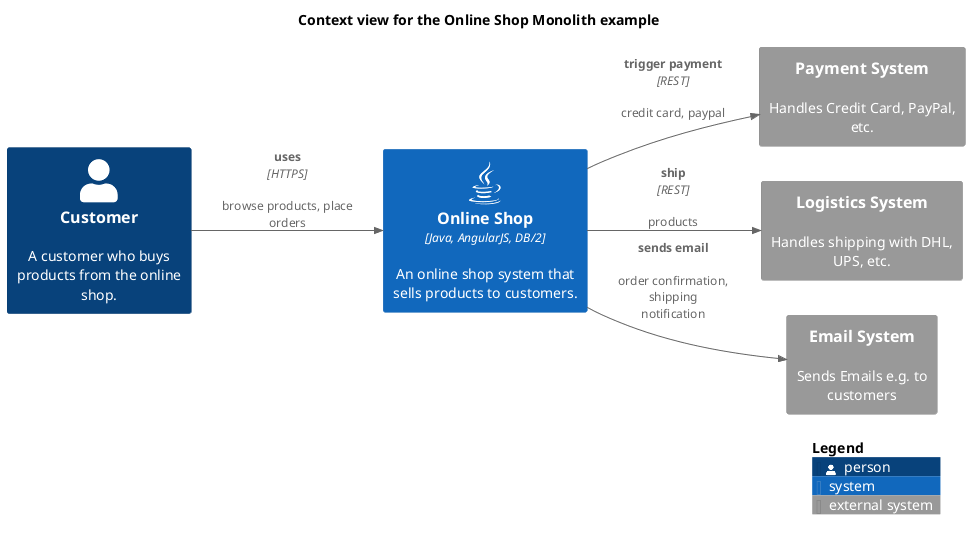 Context view for the Online Shop Monolith example
Customer
A customer who buys
products from the online
shop.
uses
[HTTPS]
browse products, place
orders
Online Shop
[Java, AngularJS, DB/2]
An online shop system that
sells products to customers.
trigger payment
[REST]
credit card, paypal
Payment System
Handles Credit Card, PayPal,
etc.
ship
[REST]
products
Logistics System
Handles shipping with DHL,
UPS, etc.
sends email
order confirmation,
shipping
notification
Email System
Sends Emails e.g. to
customers
Legend
person
system
external system